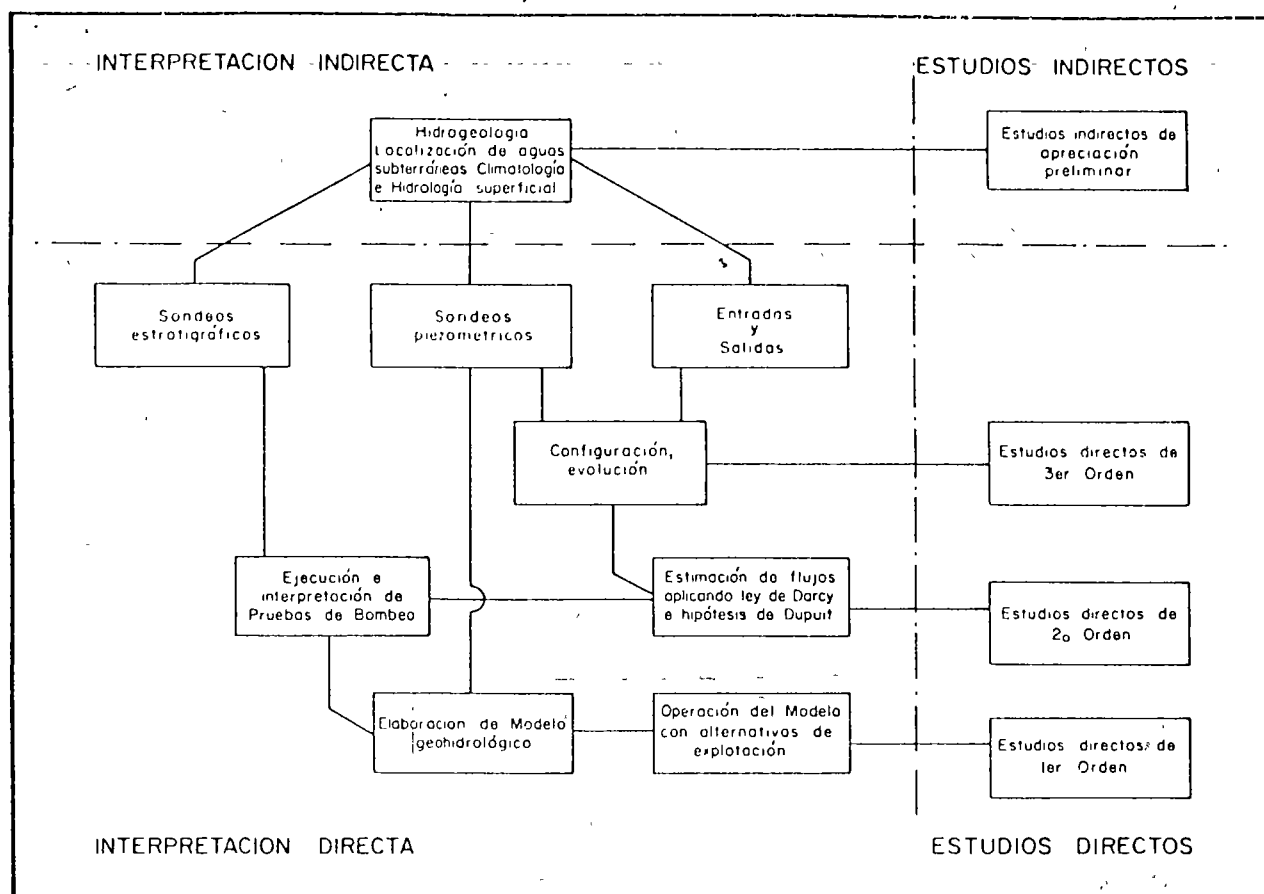 INTERPRETACION INDIRECTA
ESTUDIOS INDIRECTOS
Hidrogeología
Localización de aguas
subterráneas Climatología
e Hidrología superficial
Estudios indirectos de
apreciación
preliminar
Sondeos
estratigráficos
Sondeos
piezométricos
Entradas
y
Salidas
Configuración,
evolución
Estudios directos de
3er Orden
Ejecución e
interpretación de
Pruebas de Bombeo
Estimación de flujos
aplicando ley de Darcy
e hipótesis de Dupuit
Estudios directos de
2o Orden
Elaboracion de Modelo
geohidrológico
Operación del Modelo
con alternativas de
explotación
Estudios directos de
1er Orden
INTERPRETACION DIRECTA
ESTUDIOS DIRECTOS